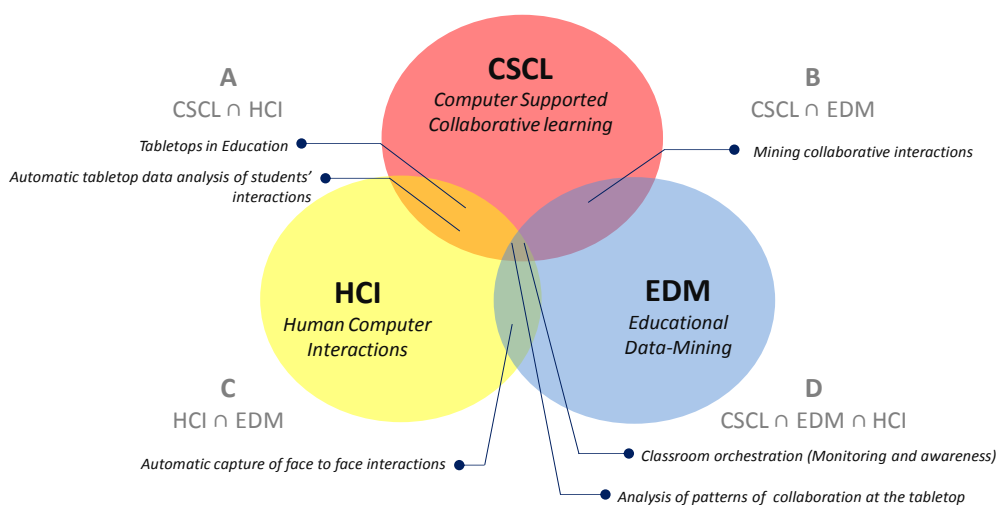 CSCL
Computer Supported
Collaborative learning
A
CSCL ∩ HCI
Tabletops in Education
Automatic tabletop data analysis of students’
interactions
B
CSCL ∩ EDM
Mining collaborative interactions
HCI
Human Computer
Interactions
EDM
Educational
Data-Mining
C
HCI ∩ EDM
Automatic capture of face to face interactions
D
CSCL ∩ EDM ∩ HCI
Classroom orchestration (Monitoring and awareness)
Analysis of patterns of collaboration at the tabletop